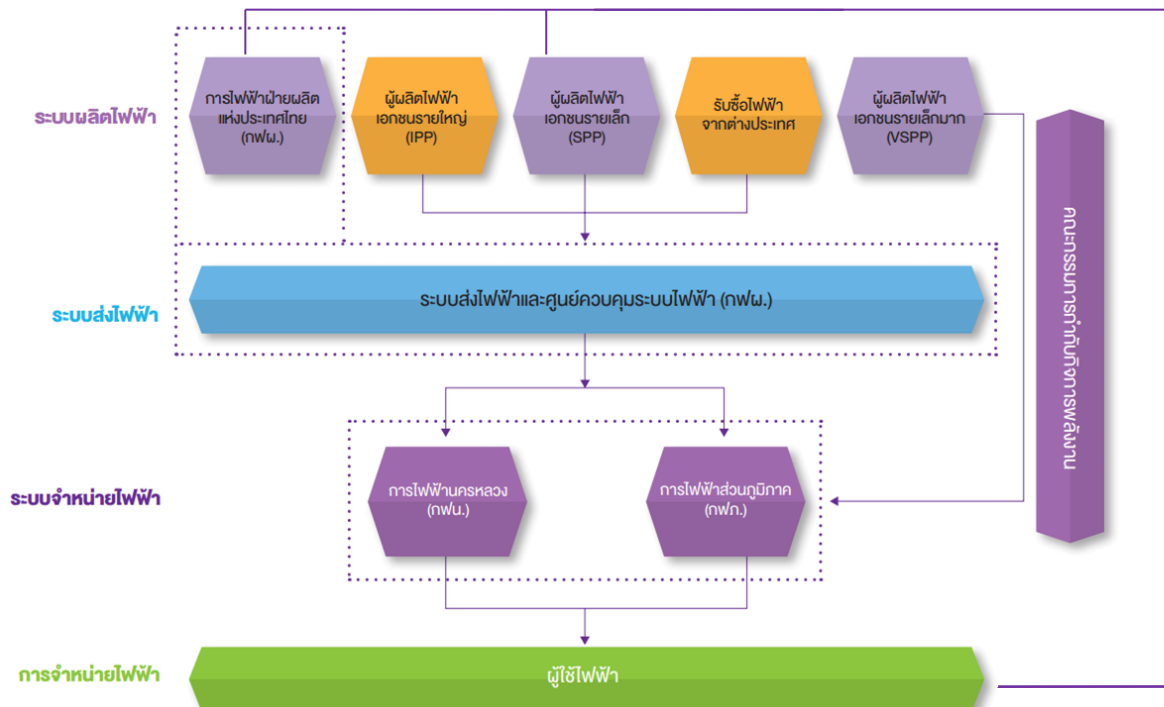 ระบบผลิตไฟฟ้า
การไฟฟ้าฝ่ายผลิต
แห่งประเทศไทย
(กฟผ.)
ผู้ผลิตไฟฟ้า
เอกชนรายใหญ่
(IPP)
ผู้ผลิตไฟฟ้า
เอกชนรายเล็ก
(SPP)
รับซื้อไฟฟ้า
จากต่างประเทศ
ผู้ผลิตไฟฟ้า
เอกชนรายเล็กมาก
(VSPP)
คณะกรรมการกำกับกิจการพลังงาน
ระบบส่งไฟฟ้า
ระบบส่งไฟฟ้าและศูนย์ควบคุมระบบไฟฟ้า (กฟผ.)
ระบบจำหน่ายไฟฟ้า
การไฟฟ้านครหลวง
(กฟน.)
การไฟฟ้าส่วนภูมิภาค
(กฟภ.)
การจำหน่ายไฟฟ้า
ผู้ใช้ไฟฟ้า